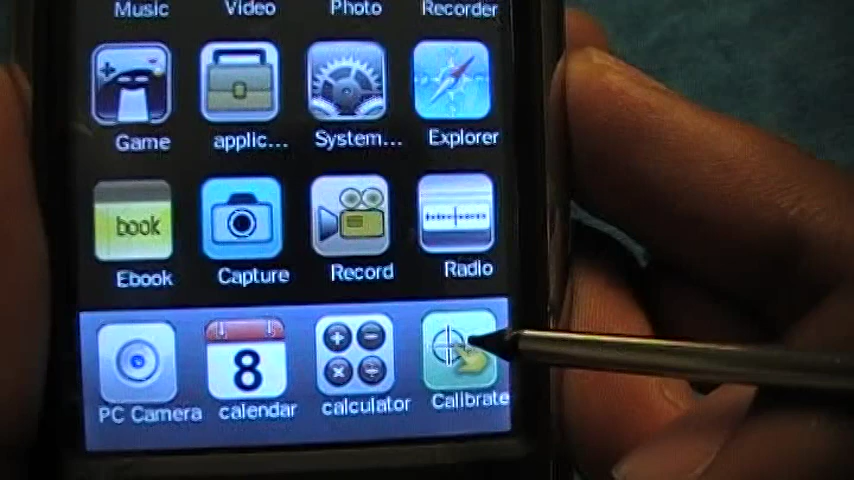 Music Video Photo Recorder
Game applic... System... Explorer
book
Ebook Capture Record Radio
8
PC Camera calendar calculator Calibrate